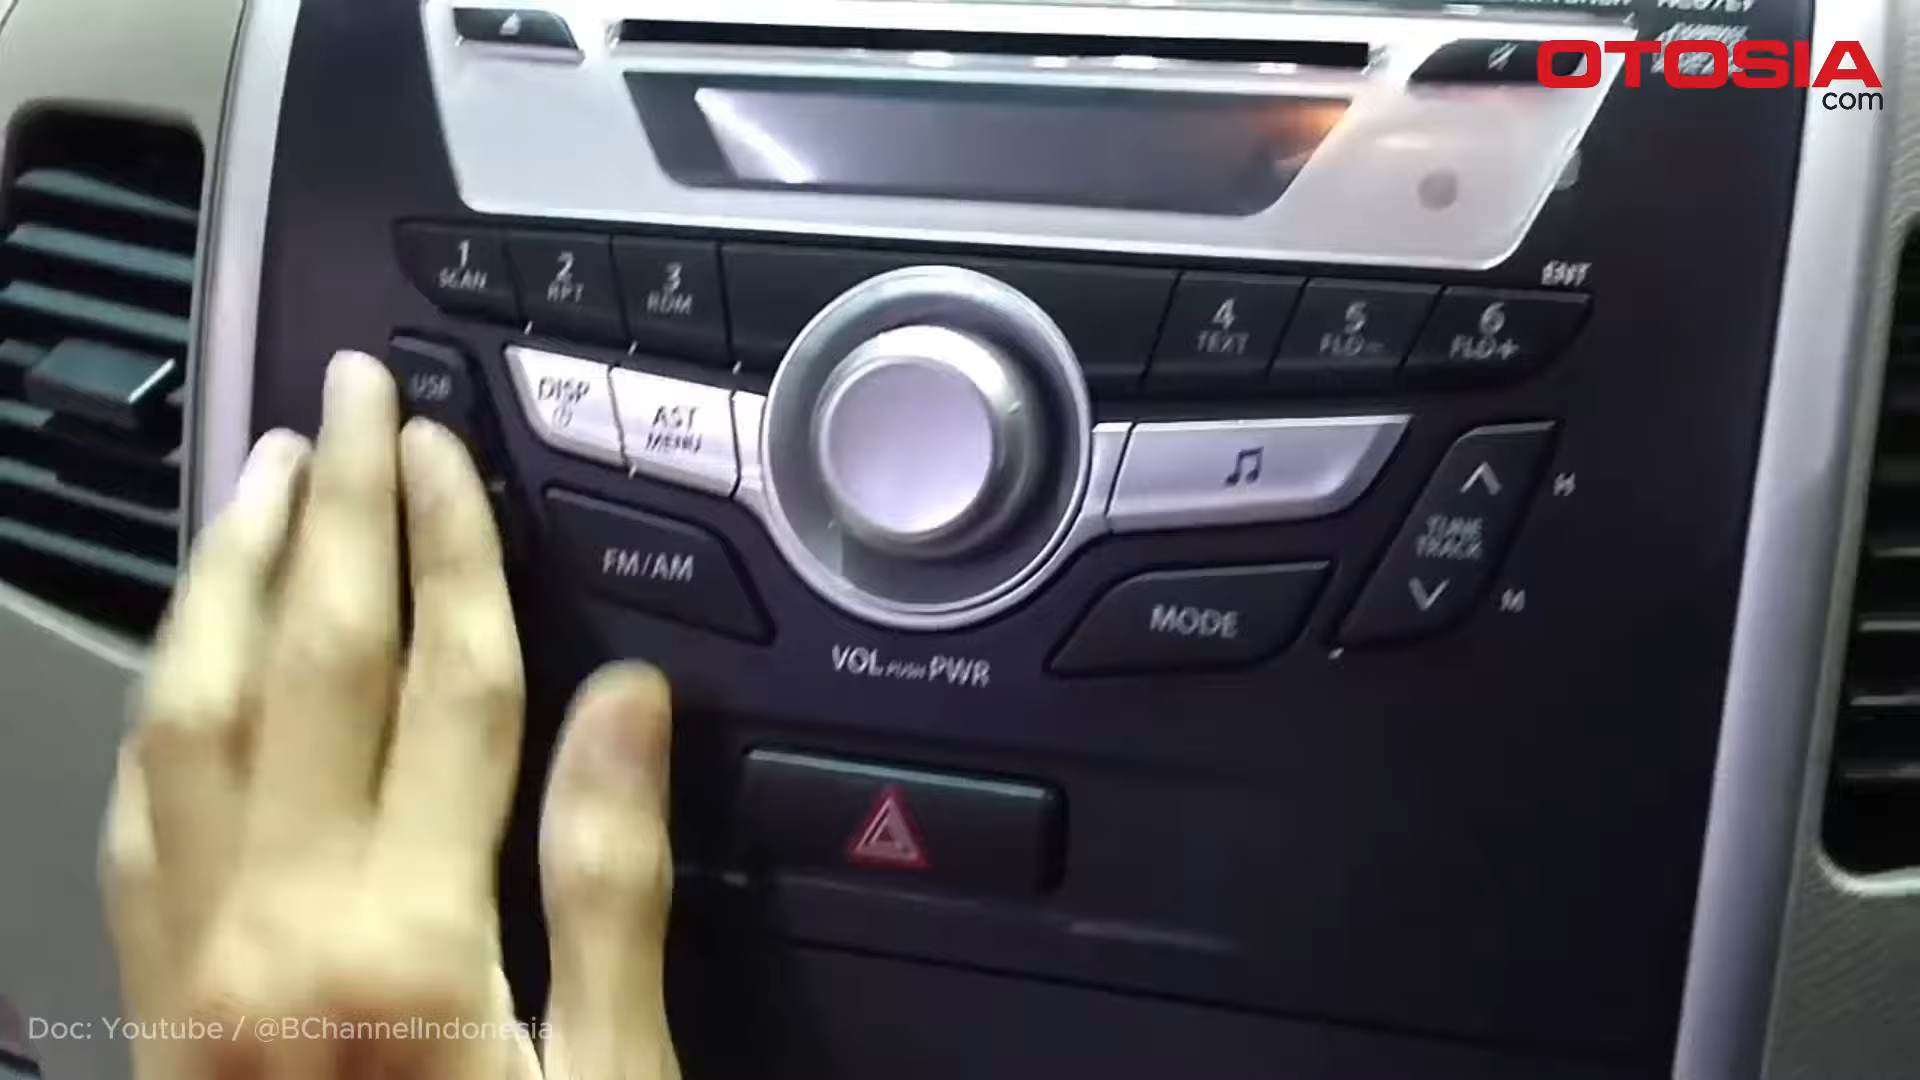 OTOSIA
com
1
SCAN
2
RPT
3
RDM
4
TEXT
5
FLD-
6
FLD+
ENT
USB
DISP
AST
MENU
FM/AM
TUNE
TRACK
H
M
MODE
VOL PUSH PWR
Doc: Youtube / @BChannelIndonesia